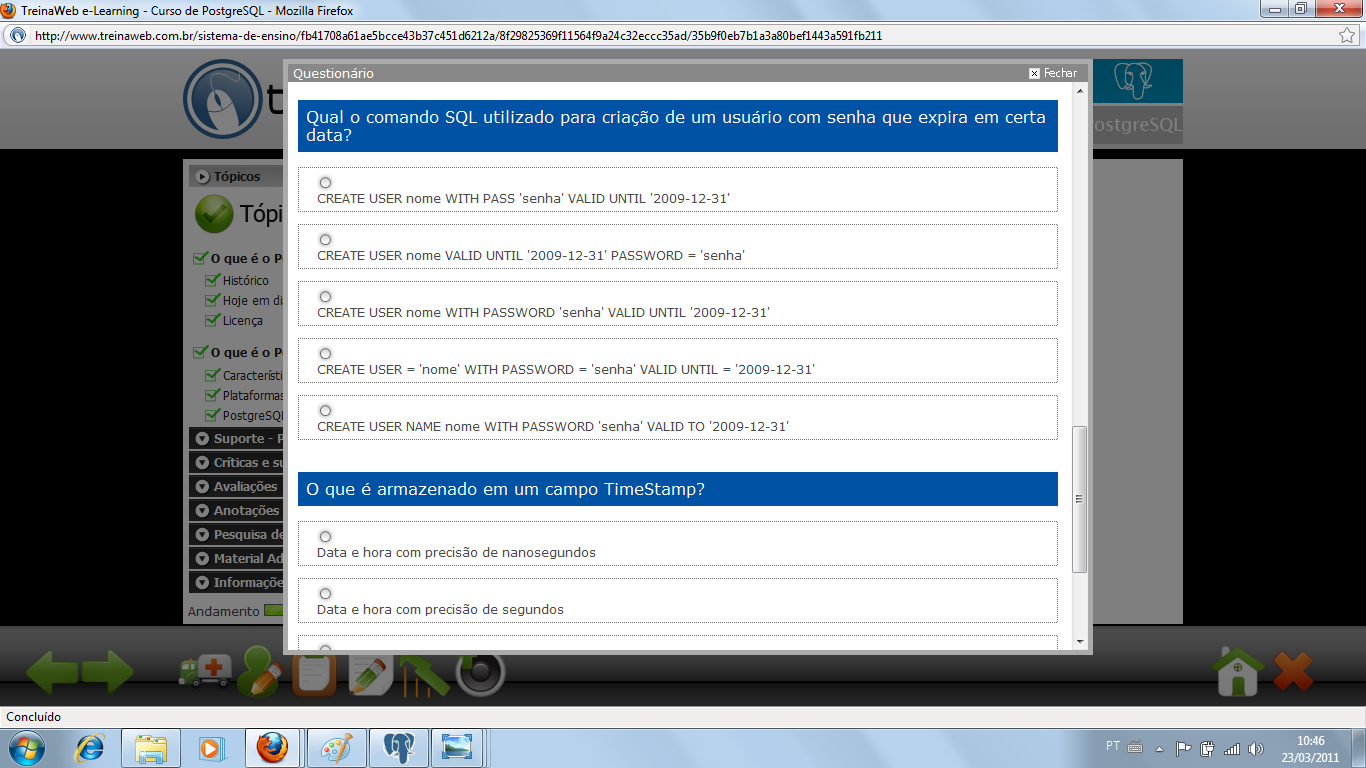 TreinaWeb e-Learning - Curso de PostgreSQL - Mozilla Firefox
http://www.treinaweb.com.br/sistema-de-ensino/fb41708a61ae5bcce43b37c451d6212a/8f29825369f11564f9a24c32eccc35ad/35b9f0eb7b1a3a80bef1443a591fb211
Questionário
Fechar
PostgreSQL
Qual o comando SQL utilizado para criação de um usuário com senha que expira em certa
data?
CREATE USER nome WITH PASS 'senha' VALID UNTIL '2009-12-31'
CREATE USER nome VALID UNTIL '2009-12-31' PASSWORD = 'senha'
CREATE USER nome WITH PASSWORD 'senha' VALID UNTIL '2009-12-31'
CREATE USER = 'nome' WITH PASSWORD = 'senha' VALID UNTIL = '2009-12-31'
CREATE USER NAME nome WITH PASSWORD 'senha' VALID TO '2009-12-31'
O que é armazenado em um campo TimeStamp?
Data e hora com precisão de nanosegundos
Data e hora com precisão de segundos
Tópicos
Tópi
O que é o P
Histórico
Hoje em di
Licença
O que é o P
Característi
Plataformas
PostgreSQL
Suporte - P
Críticas e su
Avaliações
Anotações
Pesquisa de
Material Ad
Informaçõe
Andamento
Concluído
PT
10:46
23/03/2011